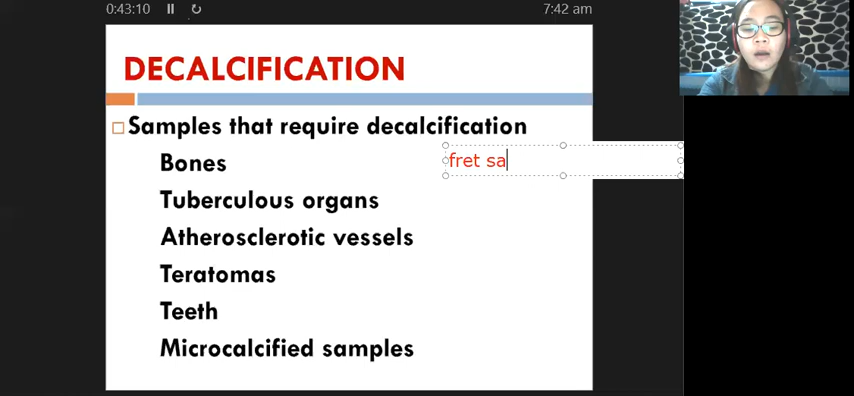 0:43:10
7:42 am
DECALCIFICATION
Samples that require decalcification
Bones
fret sa
Tuberculous organs
Atherosclerotic vessels
Teratomas
Teeth
Microcalcified samples